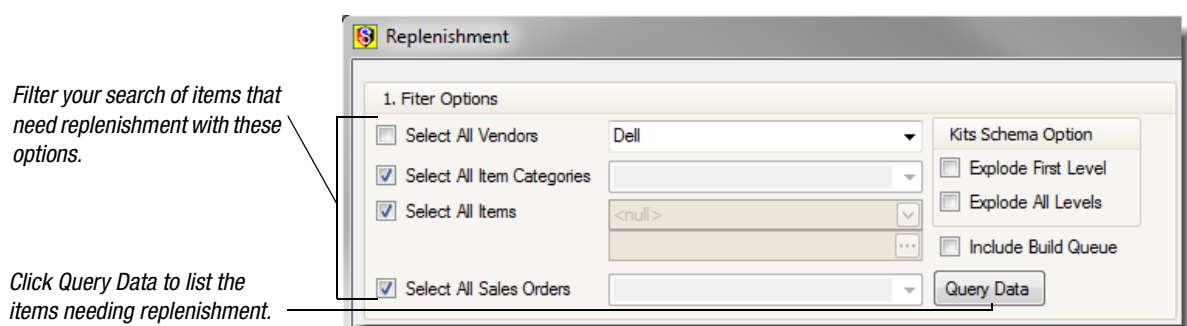 Replenishment
Filter your search of items that
need replenishment with these
options.
1. Fiter Options
Select All Vendors Dell
Select All Item Categories
Select All Items <null>
Select All Sales Orders
Kits Schema Option
Explode First Level
Explode All Levels
Include Build Queue
Query Data
Click Query Data to list the
items needing replenishment.